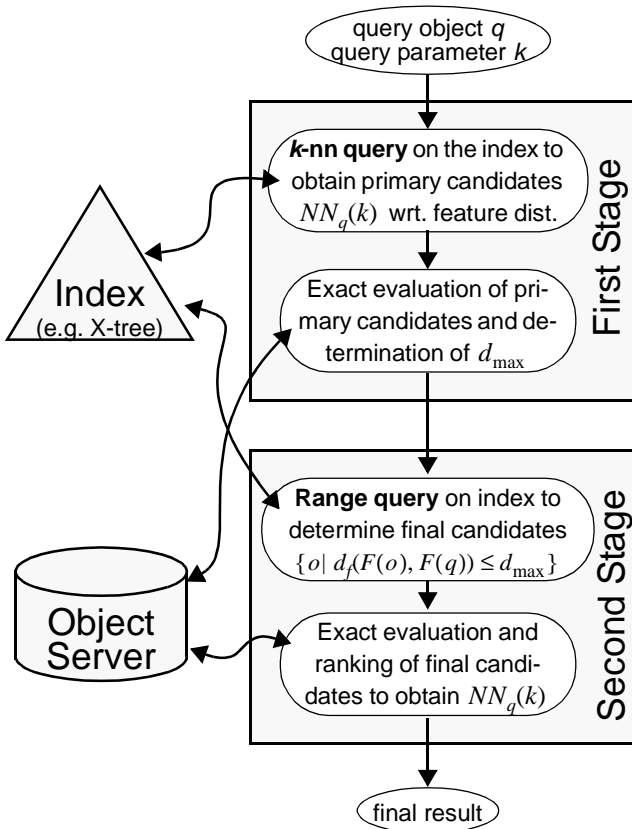 query object q
query parameter k
k-nn query on the index to
obtain primary candidates
NN_q(k) wrt. feature dist.
First Stage
Index
(e.g. X-tree)
Exact evaluation of pri-
mary candidates and de-
termination of d_max
Range query on index to
determine final candidates
{o| d_f(F(o), F(q)) ≤ d_max}
Second Stage
Object
Server
Exact evaluation and
ranking of final candi-
dates to obtain NN_q(k)
final result